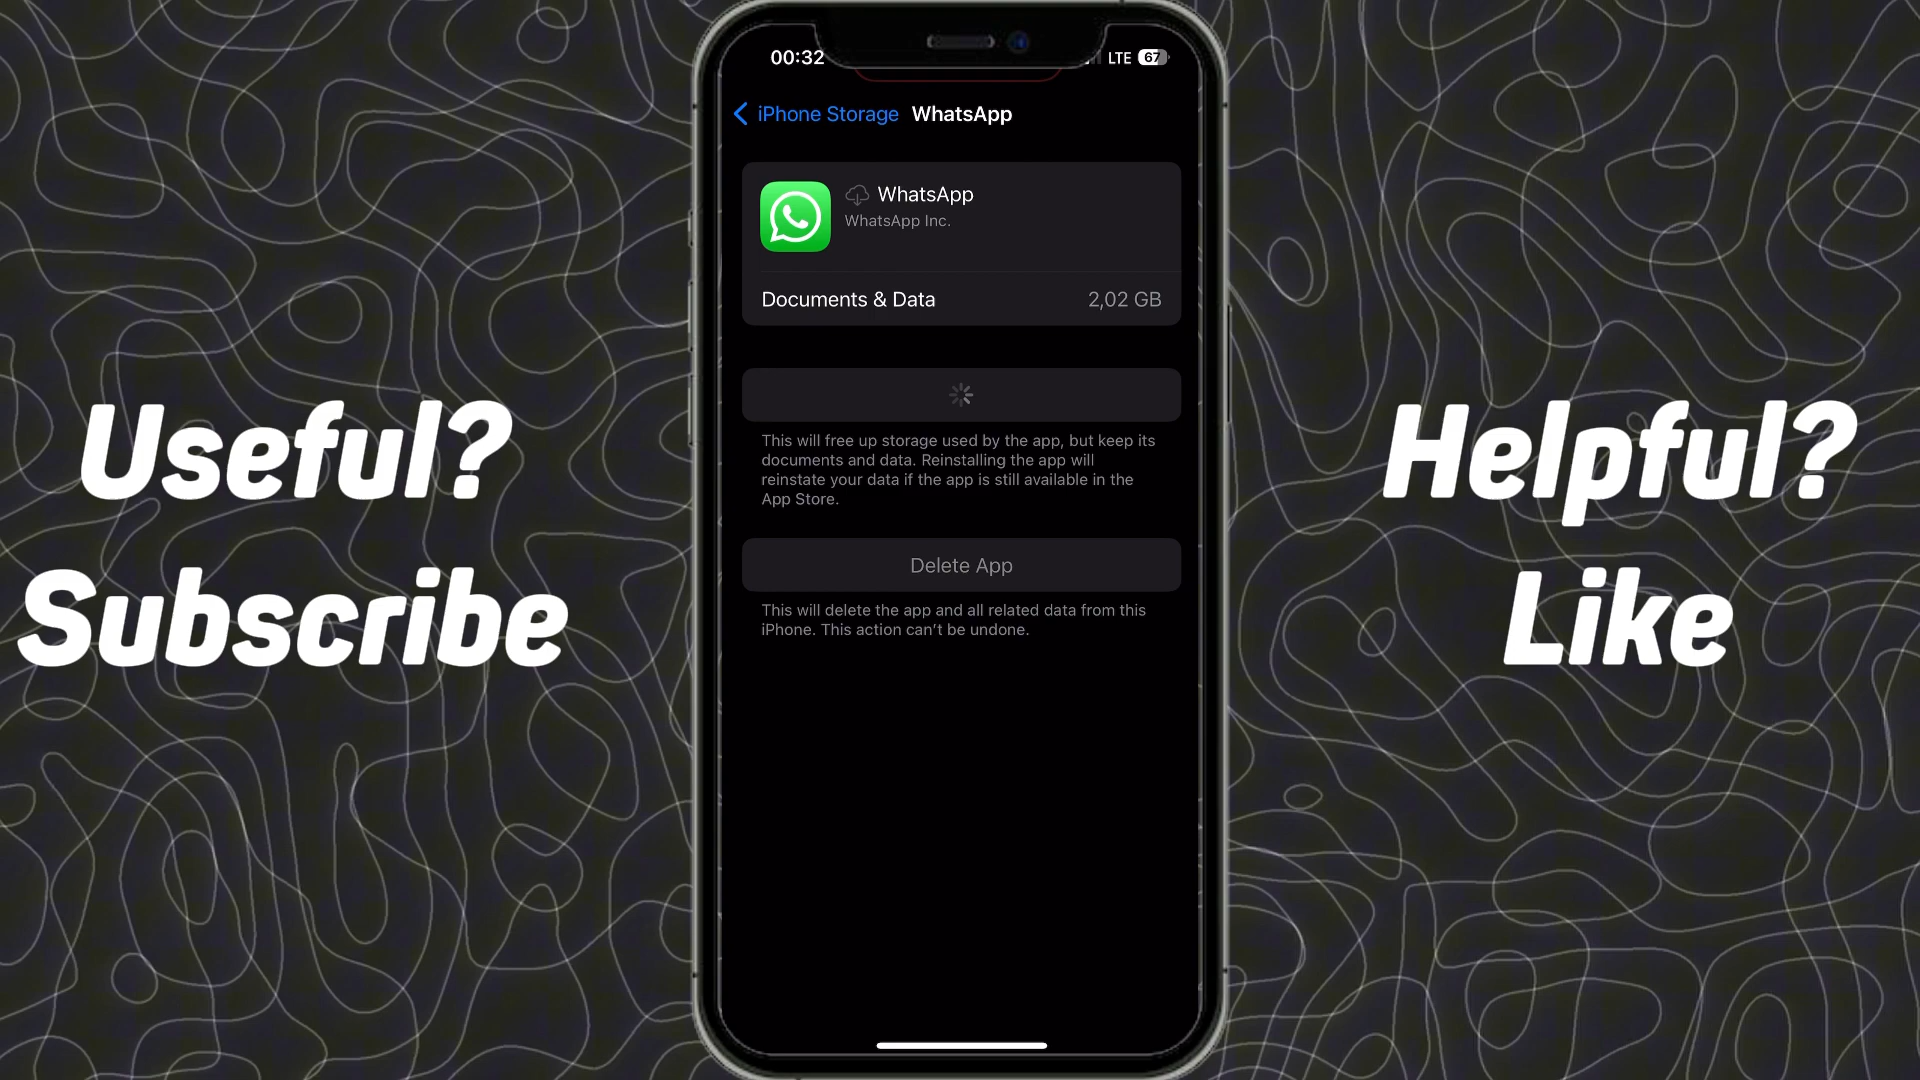 00:32
LTE 67
iPhone Storage WhatsApp
WhatsApp
WhatsApp Inc.
Documents & Data 2,02 GB
This will free up storage used by the app, but keep its
documents and data. Reinstalling the app will
reinstate your data if the app is still available in the
App Store.
Delete App
This will delete the app and all related data from this
iPhone. This action can't be undone.
Useful?
Subscribe
Helpful?
Like